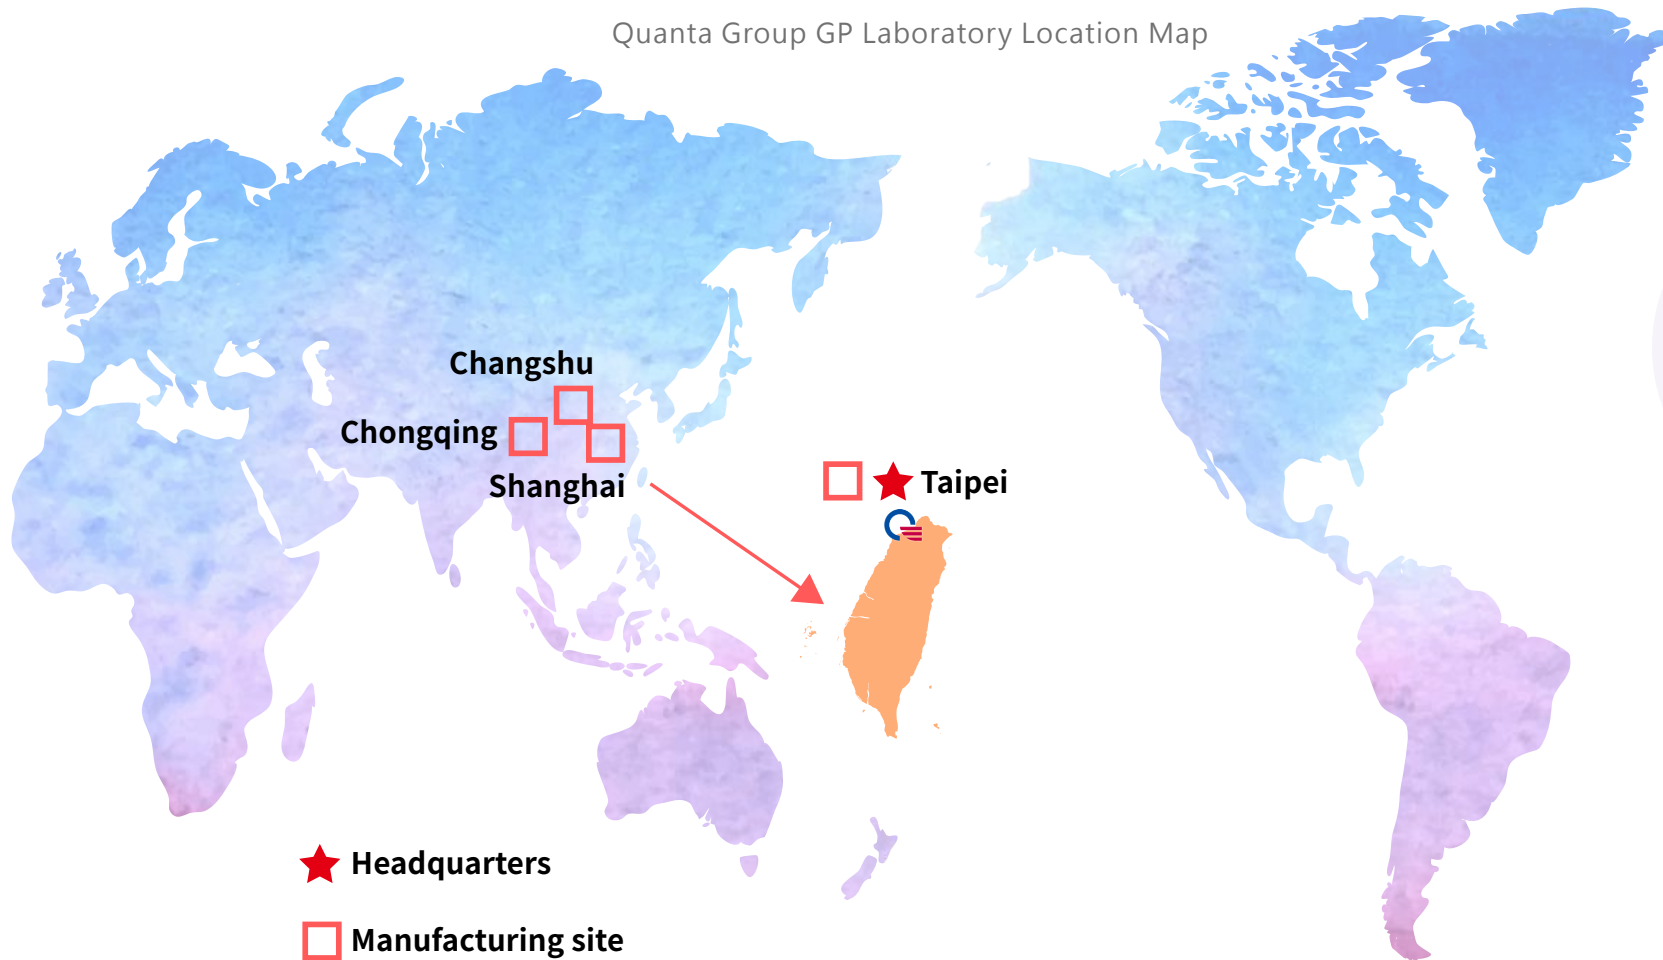 Quanta Group GP Laboratory Location Map
Changshu
Chongqing
Shanghai
Taipei
Headquarters
Manufacturing site